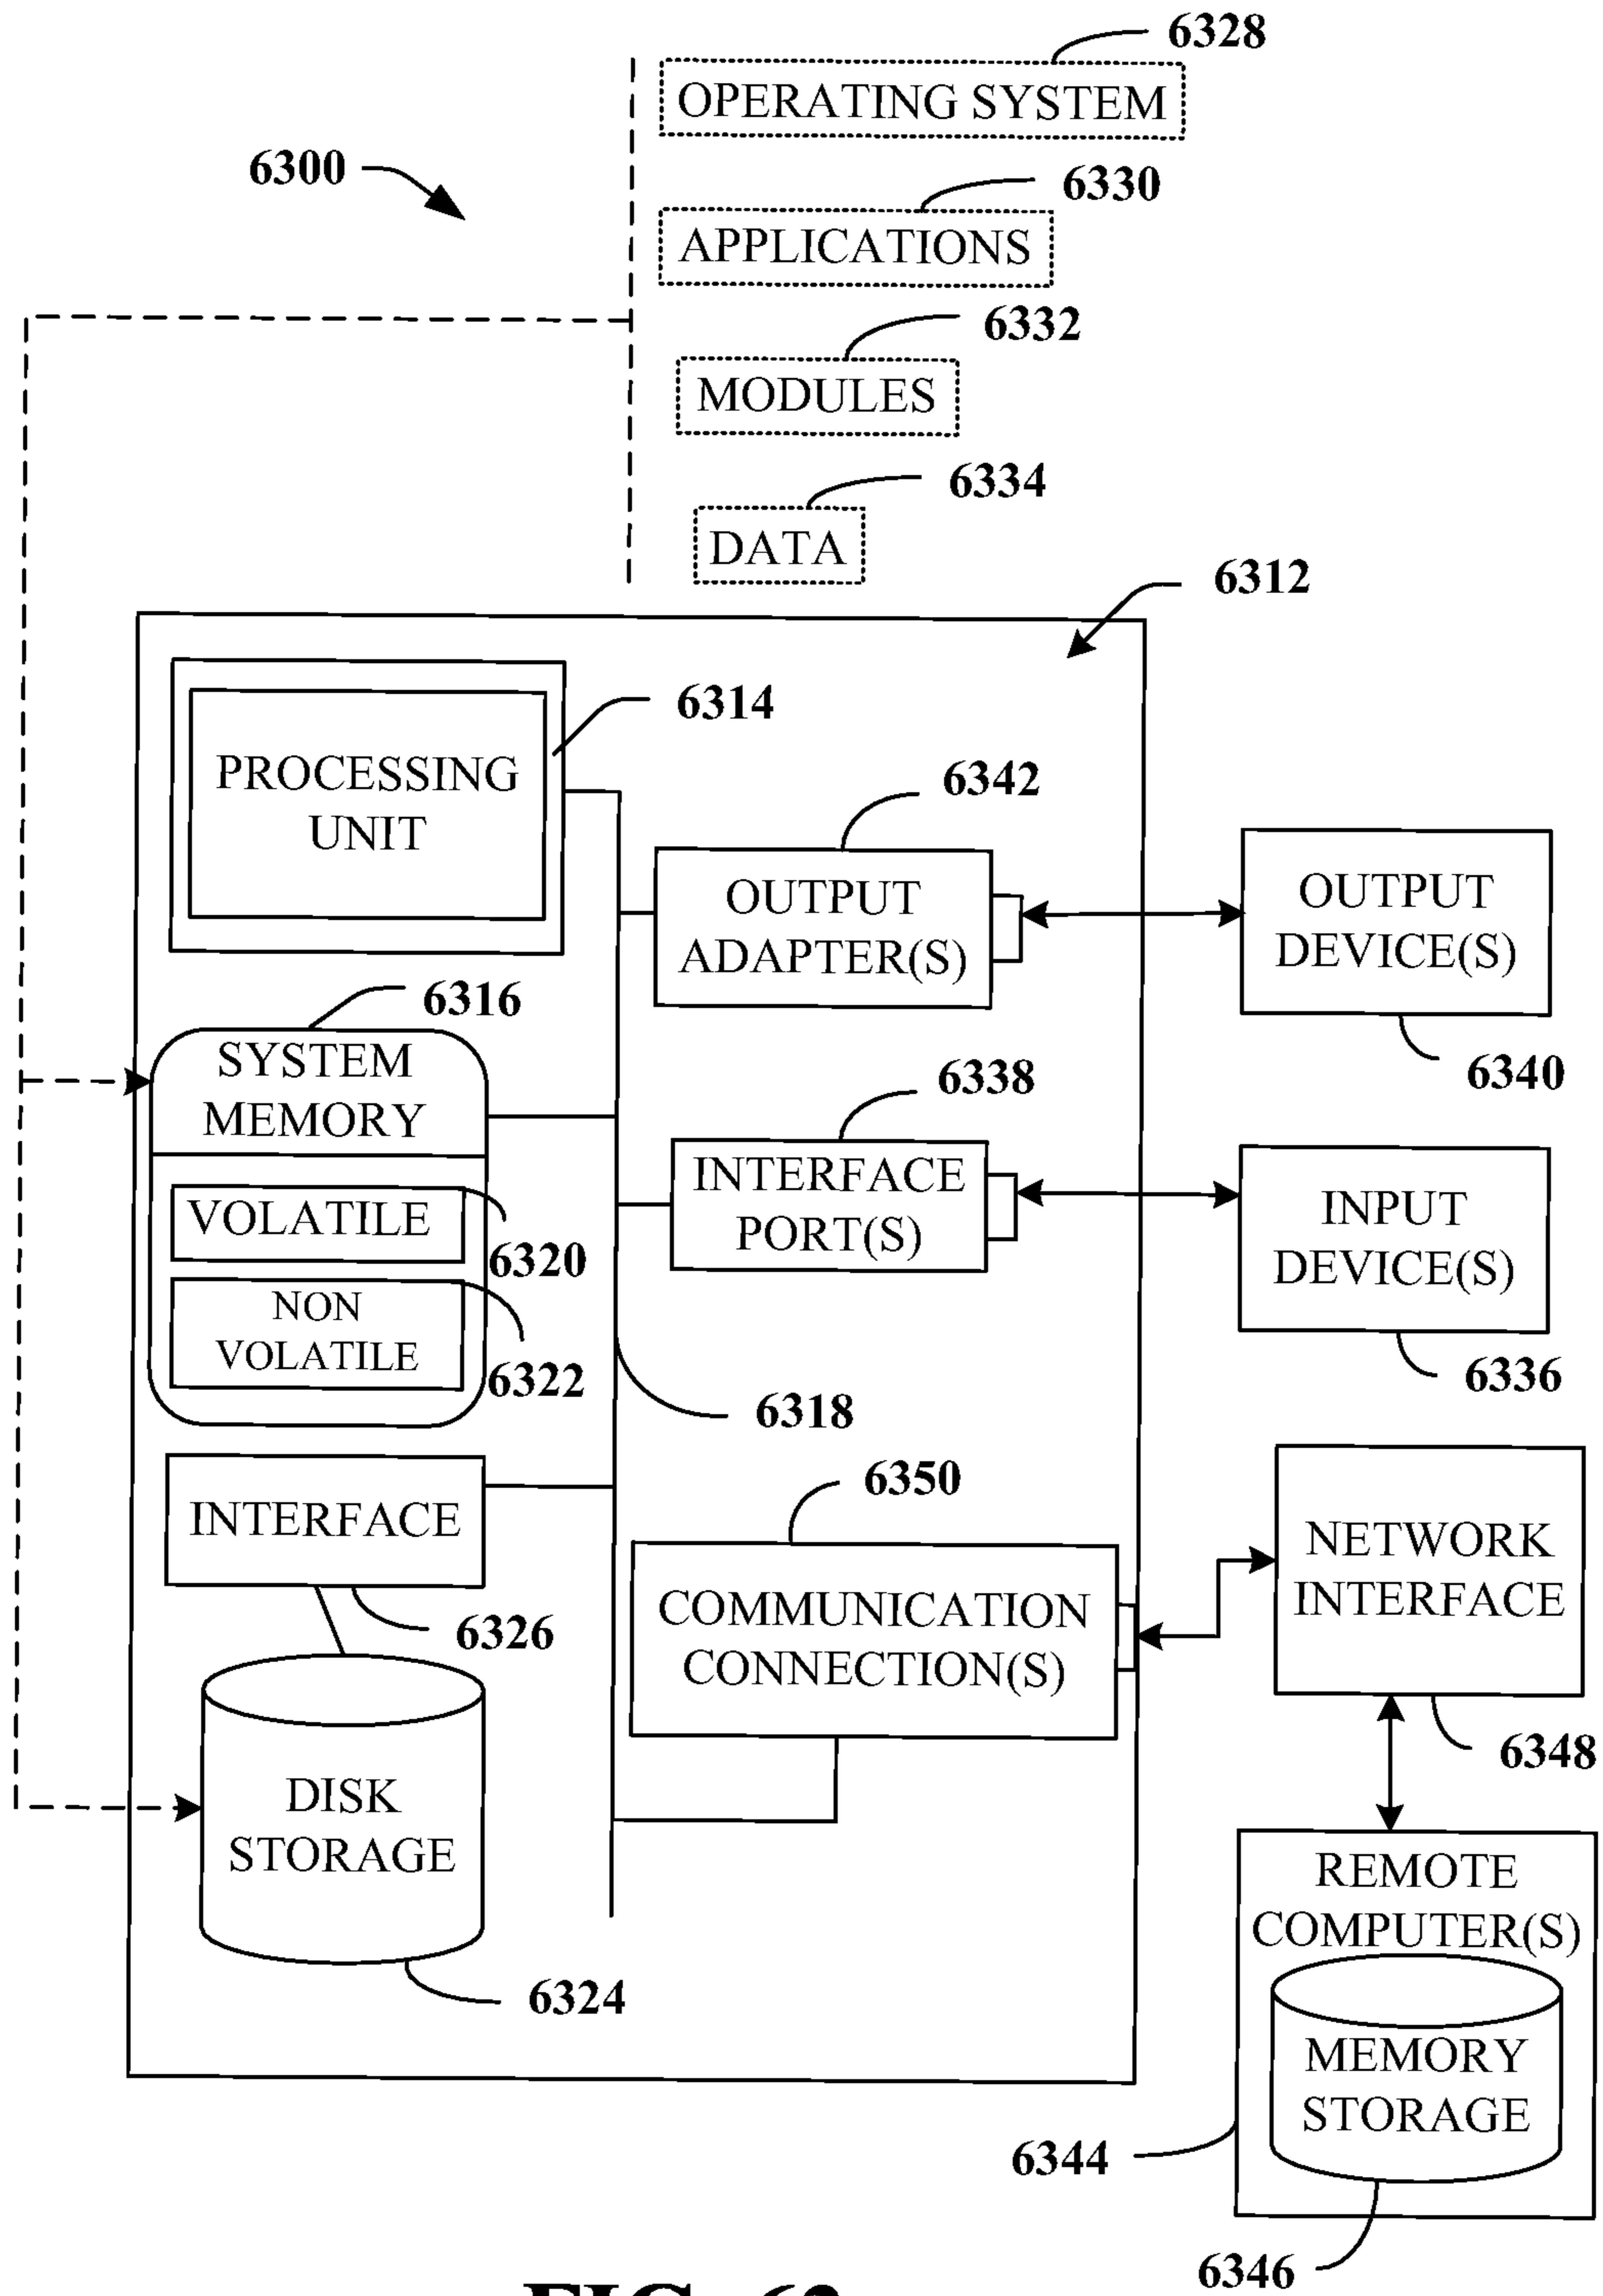 6328
OPERATING SYSTEM
6300
6330
APPLICATIONS
6332
MODULES
6334
DATA
6312
6314
PROCESSING
UNIT
6342
OUTPUT
ADAPTER(S)
OUTPUT
DEVICE(S)
6340
6316
SYSTEM
MEMORY
6338
INTERFACE
PORT(S)
INPUT
DEVICE(S)
6336
VOLATILE
6320
NON
VOLATILE
6322
6318
6350
INTERFACE
6326
COMMUNICATION
CONNECTION(S)
NETWORK
INTERFACE
6348
DISK
STORAGE
6324
REMOTE
COMPUTER(S)
MEMORY
STORAGE
6344
6346